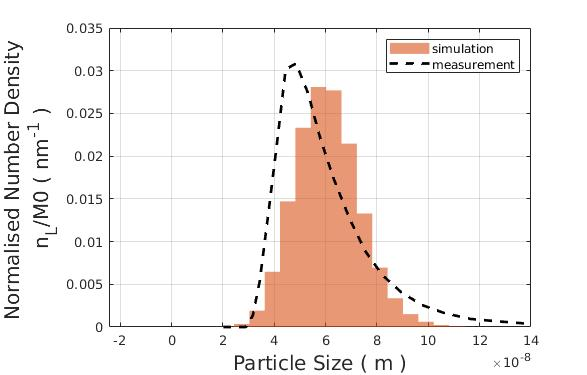 0.035
0.03
0.025
0.02
0.015
0.01
0.005
0
Normalised Number Density
n_L/M0 ( nm^-1 )
simulation
measurement
-2 0 2 4 6 8 10 12 14
×10^-8
Particle Size ( m )